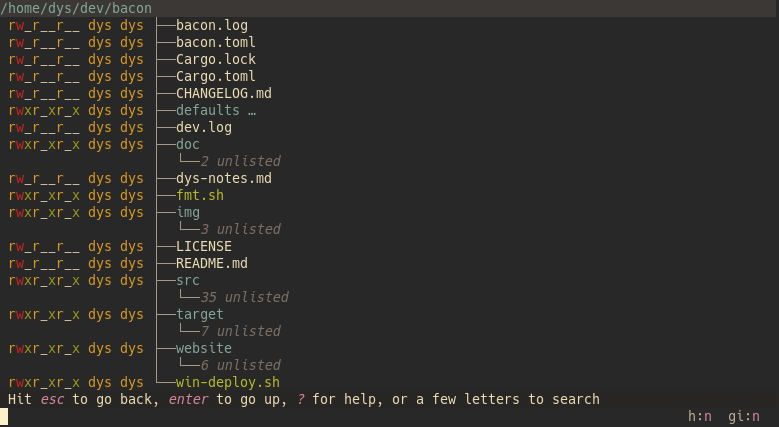 /home/dys/dev/bacon
rw_r__r__ dys dys ├──bacon.log
rw_r__r__ dys dys ├──bacon.toml
rw_r__r__ dys dys ├──Cargo.lock
rw_r__r__ dys dys ├──Cargo.toml
rw_r__r__ dys dys ├──CHANGELOG.md
rwxr_xr_x dys dys ├──defaults …
rw_r__r__ dys dys ├──dev.log
rwxr_xr_x dys dys ├──doc
│  └──2 unlisted
rw_r__r__ dys dys ├──dys-notes.md
rwxr_xr_x dys dys ├──fmt.sh
rwxr_xr_x dys dys ├──img
│  └──3 unlisted
rw_r__r__ dys dys ├──LICENSE
rw_r__r__ dys dys ├──README.md
rwxr_xr_x dys dys ├──src
│  └──35 unlisted
rwxr_xr_x dys dys ├──target
│  └──7 unlisted
rwxr_xr_x dys dys ├──website
│  └──6 unlisted
rwxr_xr_x dys dys └──win-deploy.sh
Hit esc to go back, enter to go up, ? for help, or a few letters to search
h:n  gi:n